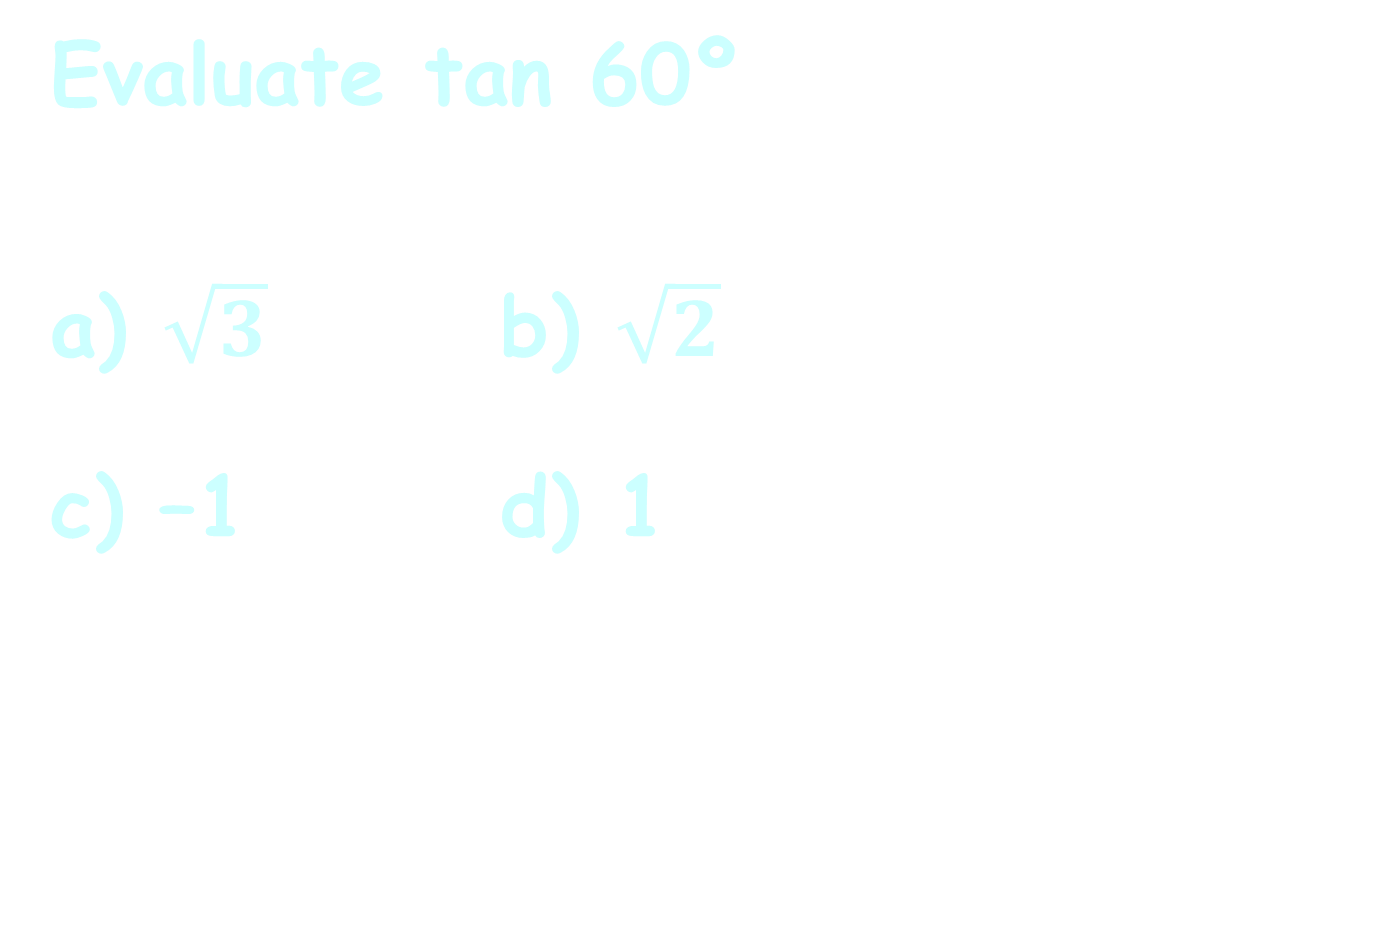 Evaluate tan 60°
a) √3 b) √2
c) –1 d) 1